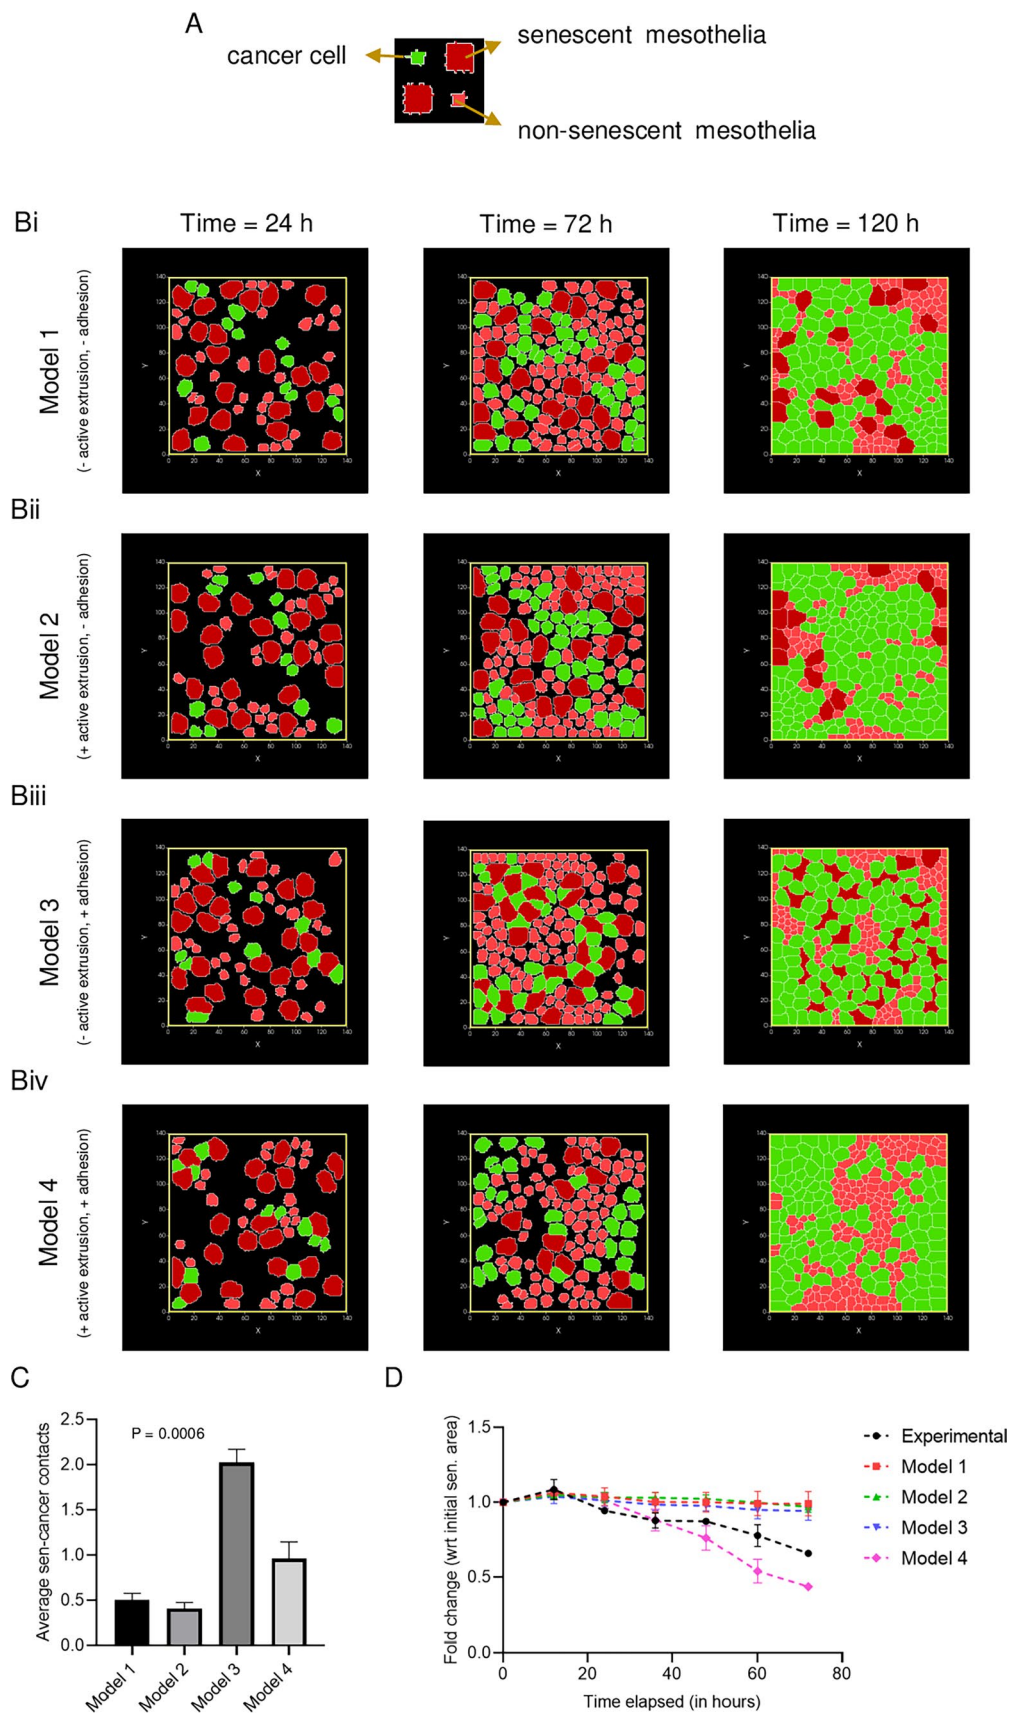 A
cancer cell
senescent mesothelia
non-senescent mesothelia
Bi
Time = 24 h
Time = 72 h
Time = 120 h
Model 1
(- active extrusion, - adhesion)
Bii
Model 2
(+ active extrusion, - adhesion)
Biii
Model 3
(- active extrusion, + adhesion)
Biv
Model 4
(+ active extrusion, + adhesion)
C
Average sen-cancer contacts
P = 0.0006
2.5
2.0
1.5
1.0
0.5
0.0
Model 1
Model 2
Model 3
Model 4
D
Fold change (wrt initial sen. area)
1.5
1.0
0.5
0.0
0 20 40 60 80
Time elapsed (in hours)
Experimental
Model 1
Model 2
Model 3
Model 4